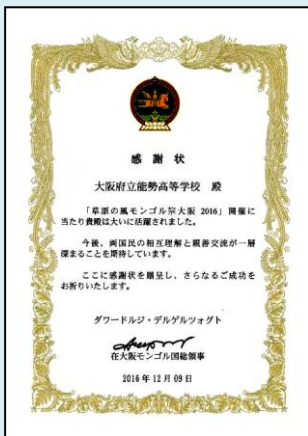 感謝状
大阪府立能勢高等学校 殿
「草原の風モンゴル祭大阪 2016」開催に
当たり貴殿は大いに活躍されました。
今後、両国民の相互理解と親善交流が一層
深まることを期待しています。
ここに感謝状を贈呈し、さらなるご成功を
お祈りいたします。
ダワードルジ・デルゲルツォグト
在大阪モンゴル国総領事
2016 年 12 月 09 日